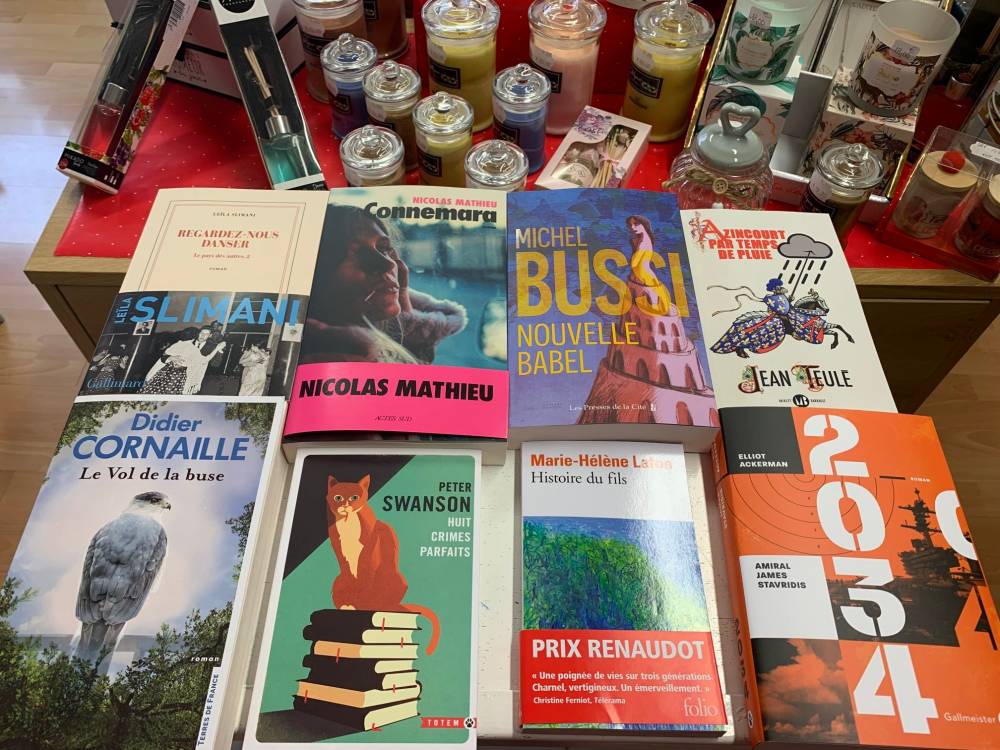 LEÏLA SLIMANI
REGARDEZ-NOUS
DANSER
Le pays des autres, 2
ROMAN
LEÏLA
SLIMANI
Gallimard
NICOLAS MATHIEU
Connemara
NICOLAS MATHIEU
ACTES SUD
MICHEL
BUSSI
NOUVELLE
BABEL
Les Presses de la Cité
AZINCOURT
PAR TEMPS
DE PLUIE
JEAN TEULÉ
Didier
CORNAILLE
Le Vol de la buse
roman
TERRES DE FRANCE
PETER
SWANSON
HUIT
CRIMES
PARFAITS
TOTEM
Marie-Hélène Lafon
Histoire du fils
PRIX RENAUDOT
« Une poignée de vies sur trois générations.
Charnel, vertigineux. Un émerveillement. »
Christine Ferniot, Télérama
folio
ELLIOT
ACKERMAN
ROMAN
2034
AMIRAL
JAMES
STAVRIDIS
Gallmeister